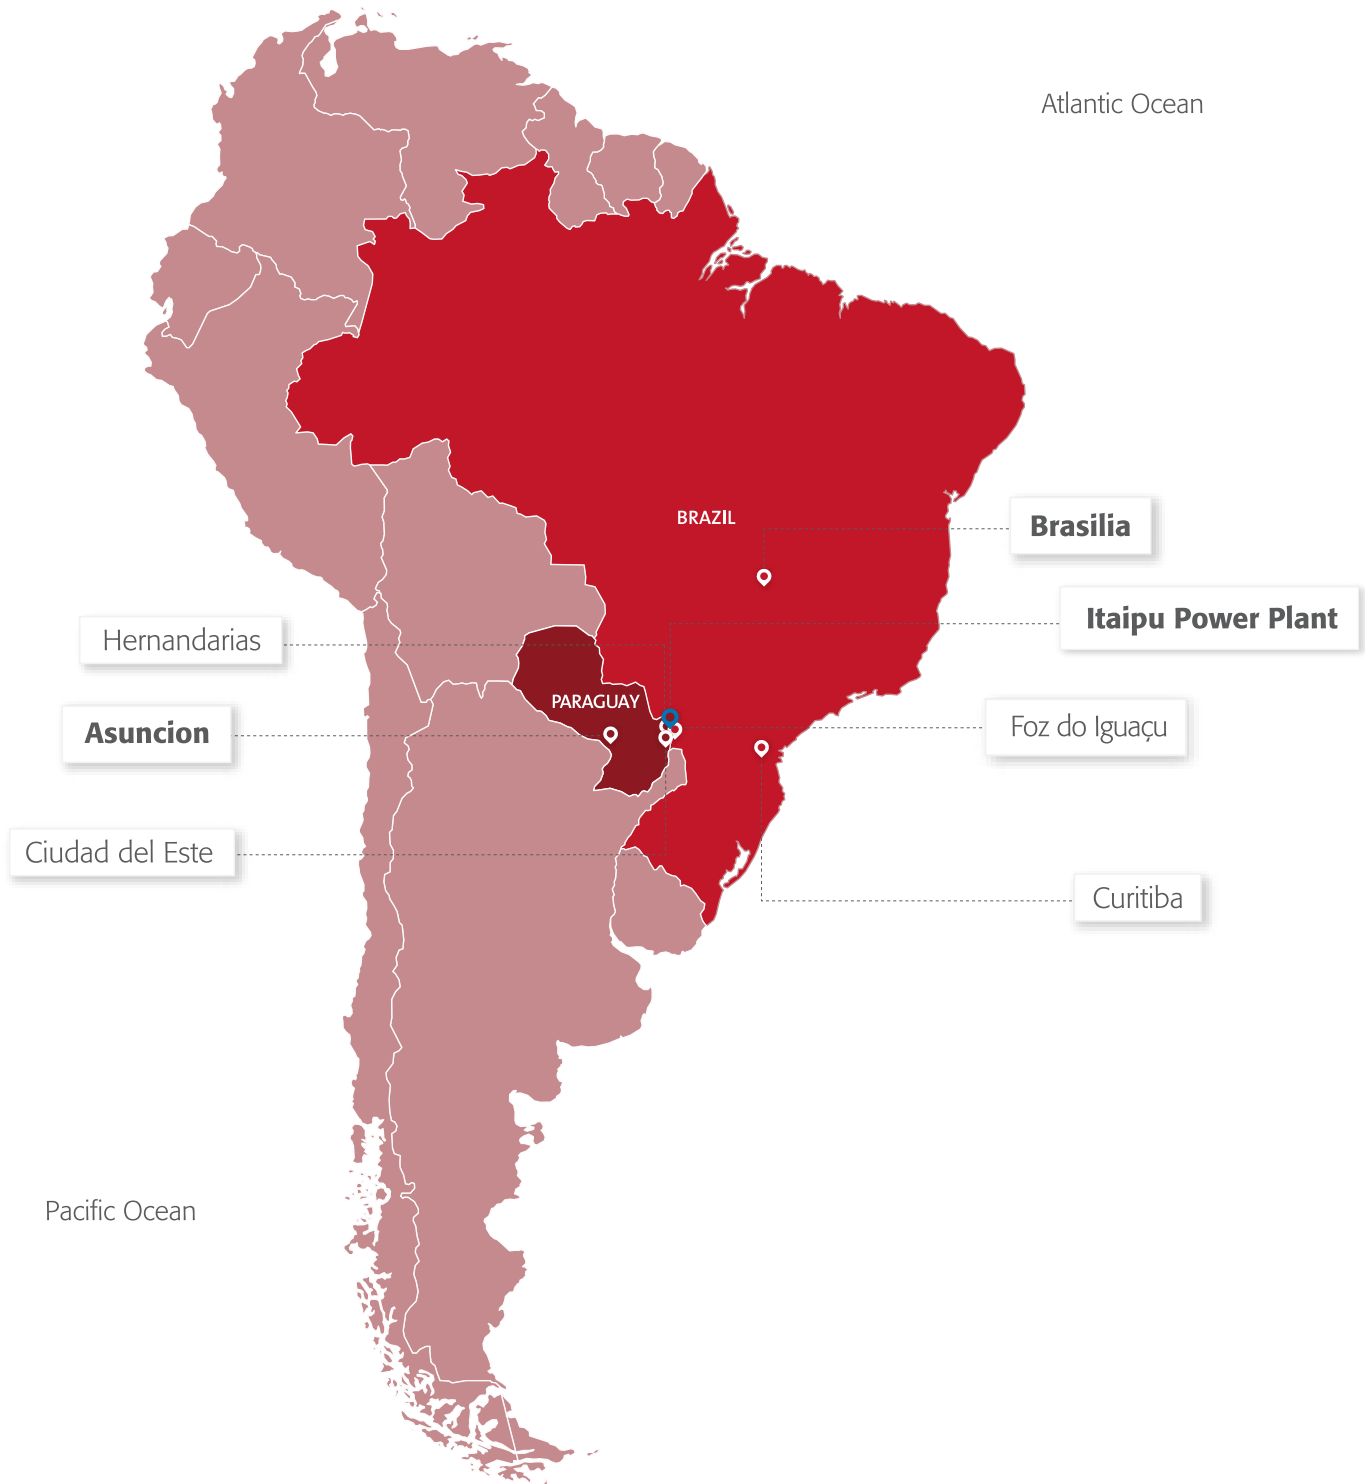 Atlantic Ocean
BRAZIL
Brasilia
Itaipu Power Plant
Hernandarias
PARAGUAY
Asuncion
Foz do Iguaçu
Ciudad del Este
Curitiba
Pacific Ocean